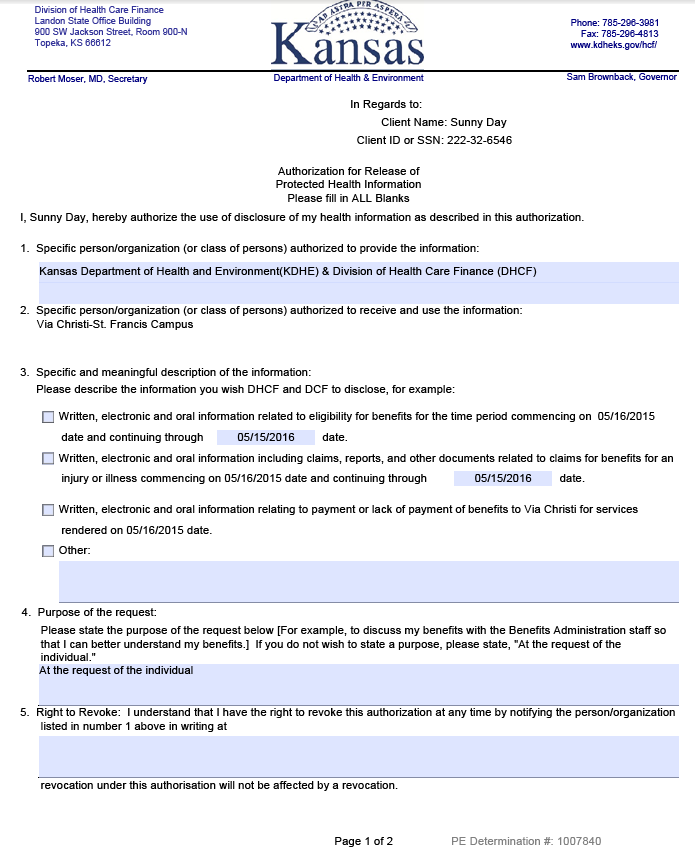 Division of Health Care Finance
Landon State Office Building
900 SW Jackson Street, Room 900-N
Topeka, KS 66612
AD ASTRA PER ASPERA
Kansas
Department of Health & Environment
Phone: 785-296-3981
Fax: 785-296-4813
www.kdheks.gov/hcf/
Robert Moser, MD, Secretary
Sam Brownback, Governor
In Regards to:
Client Name: Sunny Day
Client ID or SSN: 222-32-6546
Authorization for Release of
Protected Health Information
Please fill in ALL Blanks
I, Sunny Day, hereby authorize the use of disclosure of my health information as described in this authorization.
1. Specific person/organization (or class of persons) authorized to provide the information:
Kansas Department of Health and Environment(KDHE) & Division of Health Care Finance (DHCF)
2. Specific person/organization (or class of persons) authorized to receive and use the information:
Via Christi-St. Francis Campus
3. Specific and meaningful description of the information:
Please describe the information you wish DHCF and DCF to disclose, for example:
Written, electronic and oral information related to eligibility for benefits for the time period commencing on 05/16/2015
date and continuing through 05/15/2016 date.
Written, electronic and oral information including claims, reports, and other documents related to claims for benefits for an
injury or illness commencing on 05/16/2015 date and continuing through 05/15/2016 date.
Written, electronic and oral information relating to payment or lack of payment of benefits to Via Christi for services
rendered on 05/16/2015 date.
Other:
4. Purpose of the request:
Please state the purpose of the request below [For example, to discuss my benefits with the Benefits Administration staff so
that I can better understand my benefits.] If you do not wish to state a purpose, please state, "At the request of the
individual."
At the request of the individual
5. Right to Revoke: I understand that I have the right to revoke this authorization at any time by notifying the person/organization
listed in number 1 above in writing at
revocation under this authorisation will not be affected by a revocation.
Page 1 of 2
PE Determination #: 1007840